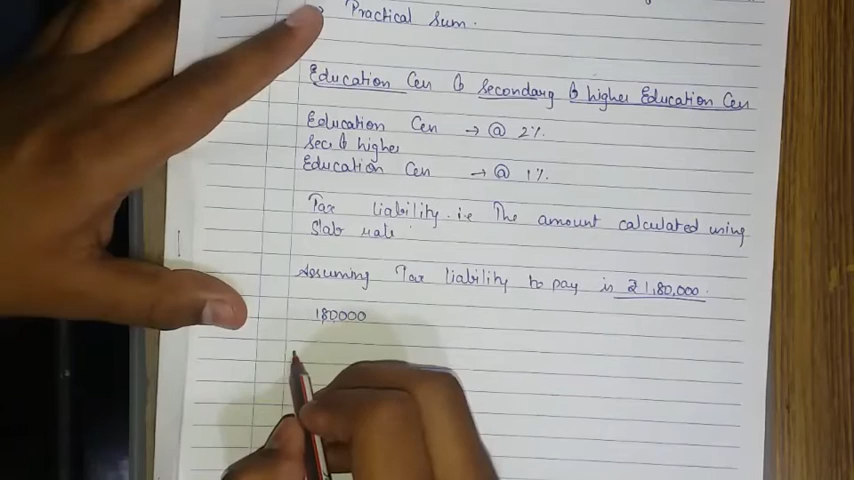 Practical Sum.
Education Cess & Secondary & higher Education Cess
Education Cess → @ 2%.
Sec & higher
Education Cess → @ 1%.
Tax liability i.e The amount calculated using
Slab rate.
Assuming Tax liability to pay is ₹1,80,000.
180000